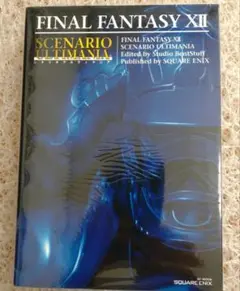 FINAL FANTASY XII
SCENARIO
ULTIMANIA
FINAL FANTASY XII
SCENARIO ULTIMANIA
Edited by Studio BentStuff
Published by SQUARE ENIX
SQUARE ENIX